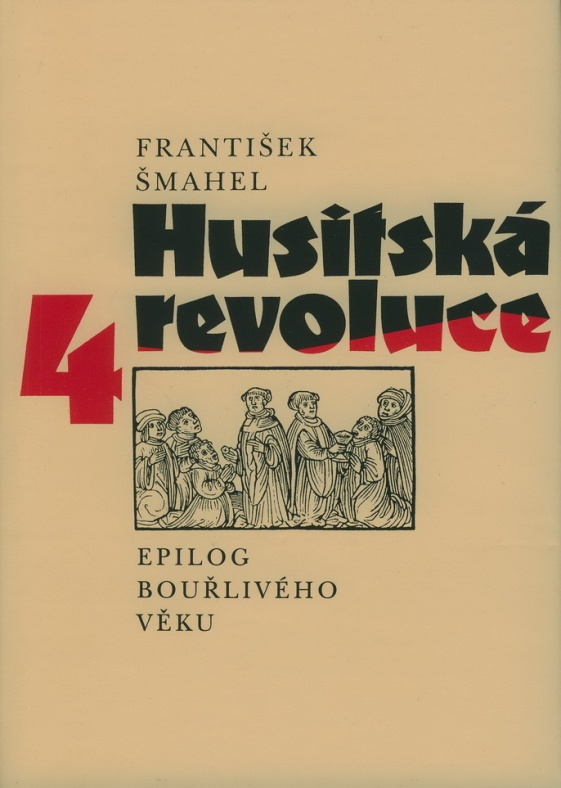 FRANTIŠEK
ŠMAHEL
Husitská
4 revoluce
EPILOG
BOUŘLIVÉHO
VĚKU